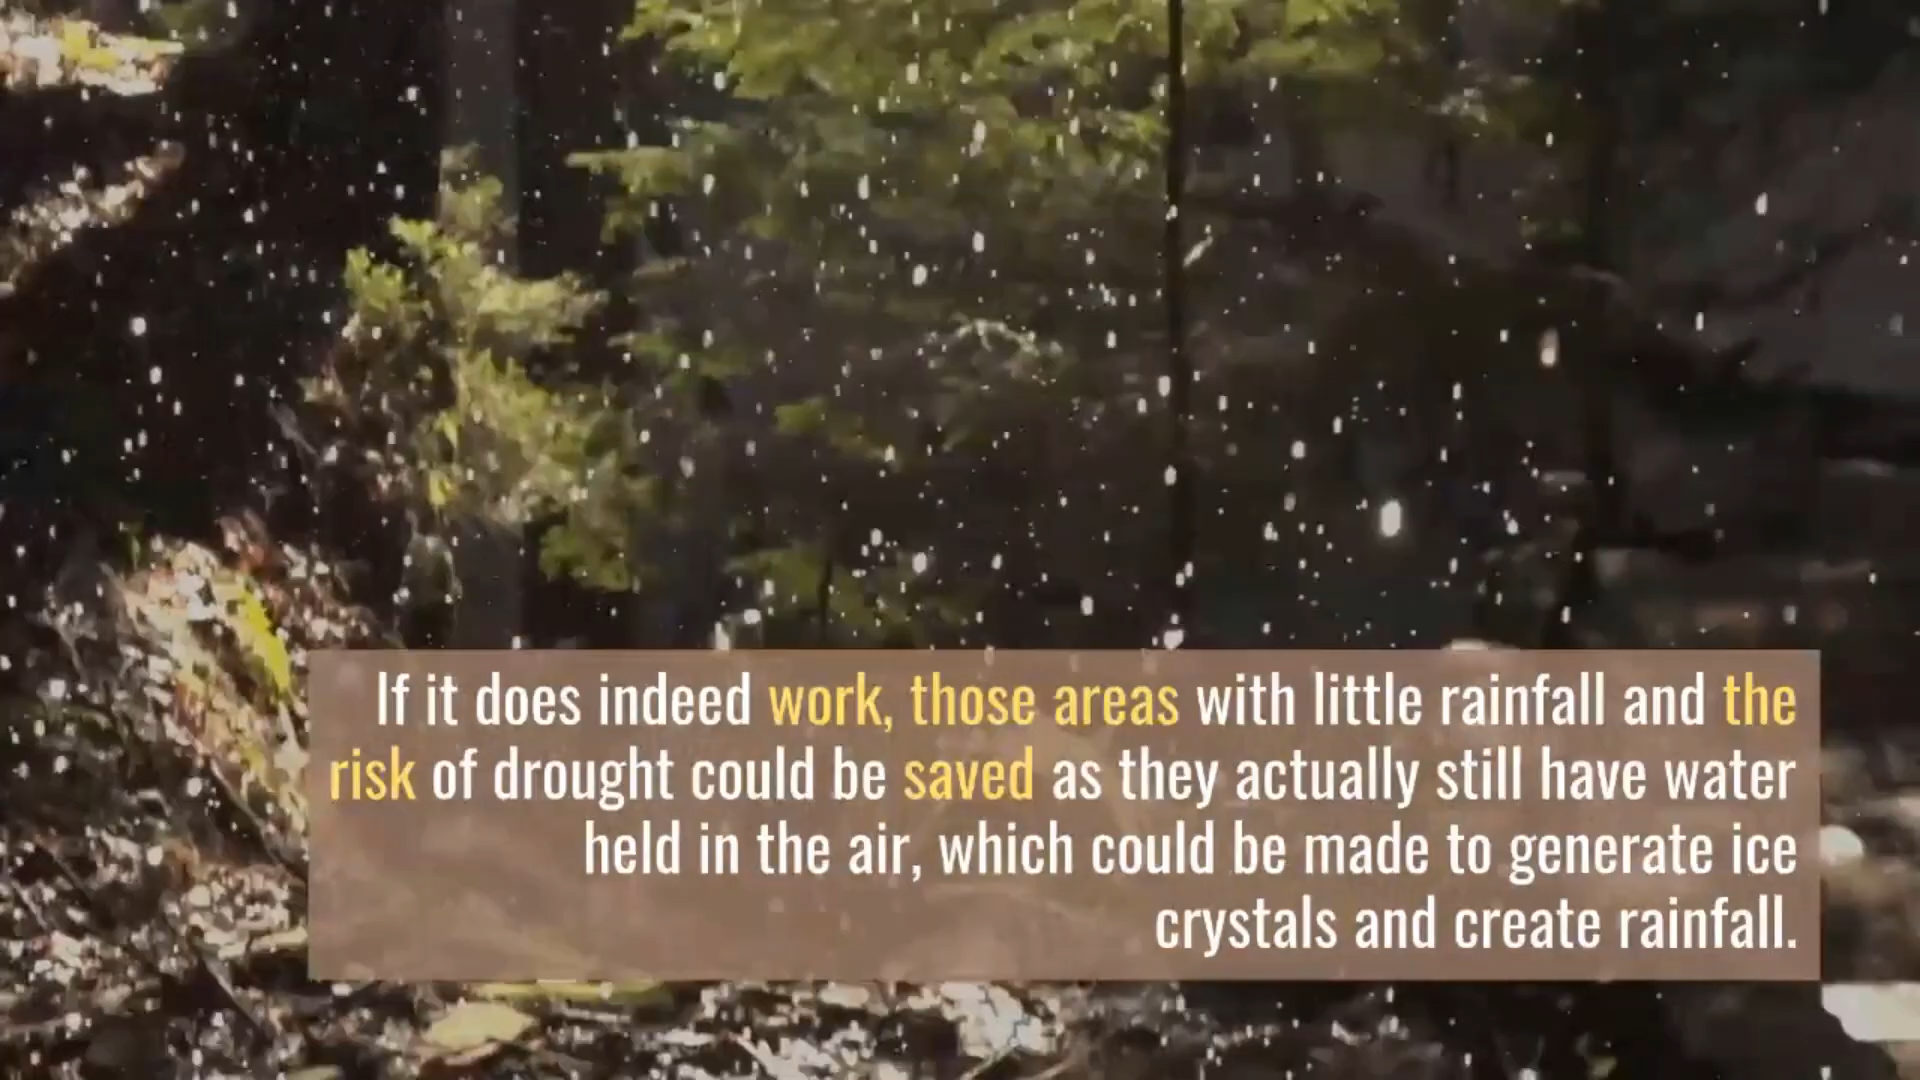 If it does indeed work, those areas with little rainfall and the
risk of drought could be saved as they actually still have water
held in the air, which could be made to generate ice
crystals and create rainfall.